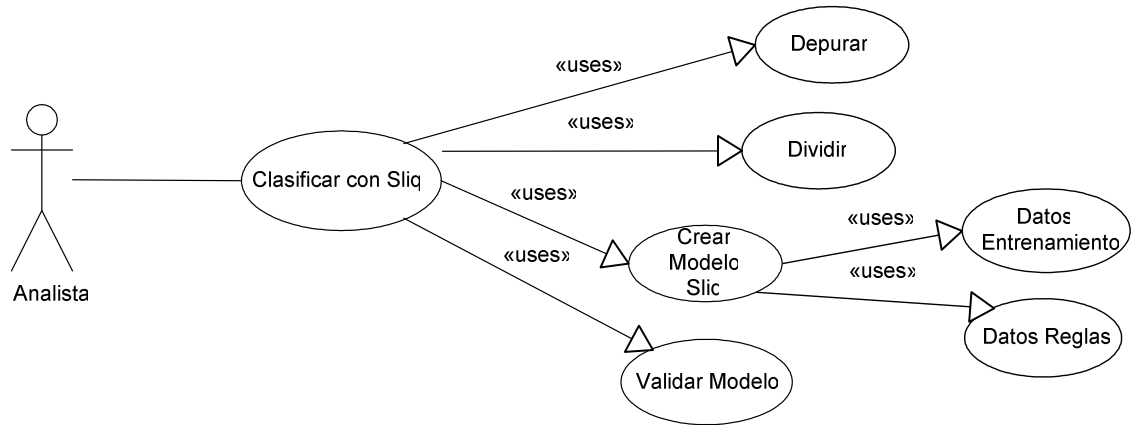 Depurar
«uses»
«uses»
Dividir
Clasificar con Sliq
«uses»
Crear
Modelo
Sliq
«uses»
Datos
Entrenamiento
«uses»
«uses»
Datos Reglas
Analista
Validar Modelo